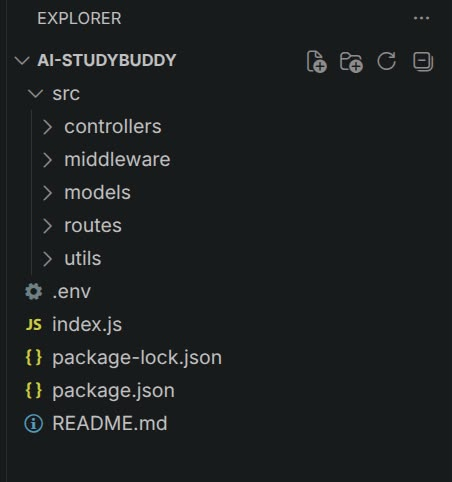 EXPLORER
AI-STUDYBUDDY
src
controllers
middleware
models
routes
utils
.env
JS index.js
{} package-lock.json
{} package.json
README.md